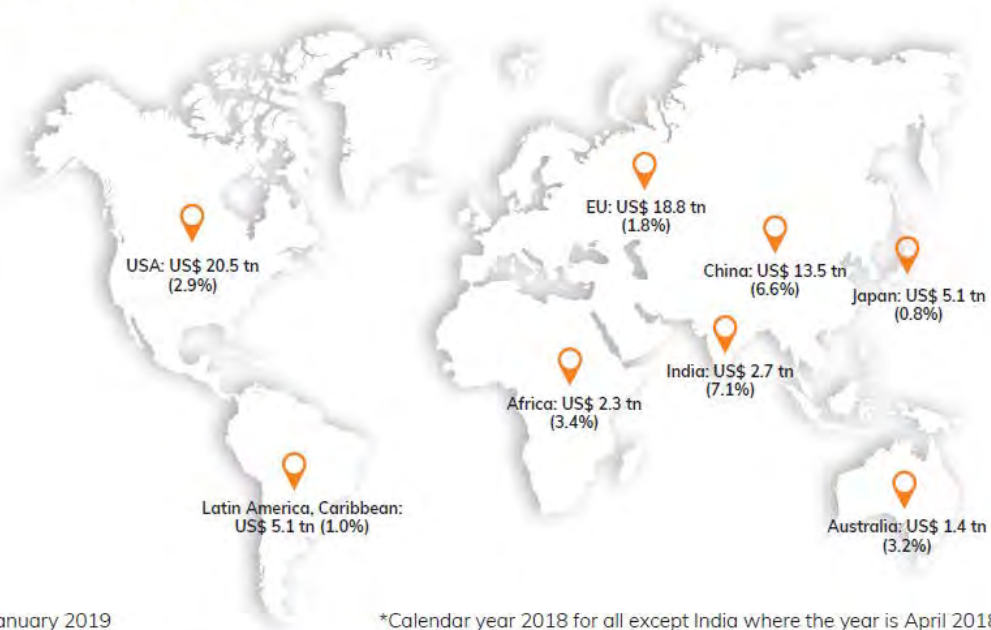 EU: US$ 18.8 tn
(1.8%)
USA: US$ 20.5 tn
(2.9%)
China: US$ 13.5 tn
(6.6%)
Japan: US$ 5.1 tn
(0.8%)
India: US$ 2.7 tn
(7.1%)
Africa: US$ 2.3 tn
(3.4%)
Latin America, Caribbean:
US$ 5.1 tn (1.0%)
Australia: US$ 1.4 tn
(3.2%)
2019
*Calendar year 2018 for all except India where the year is April 2018